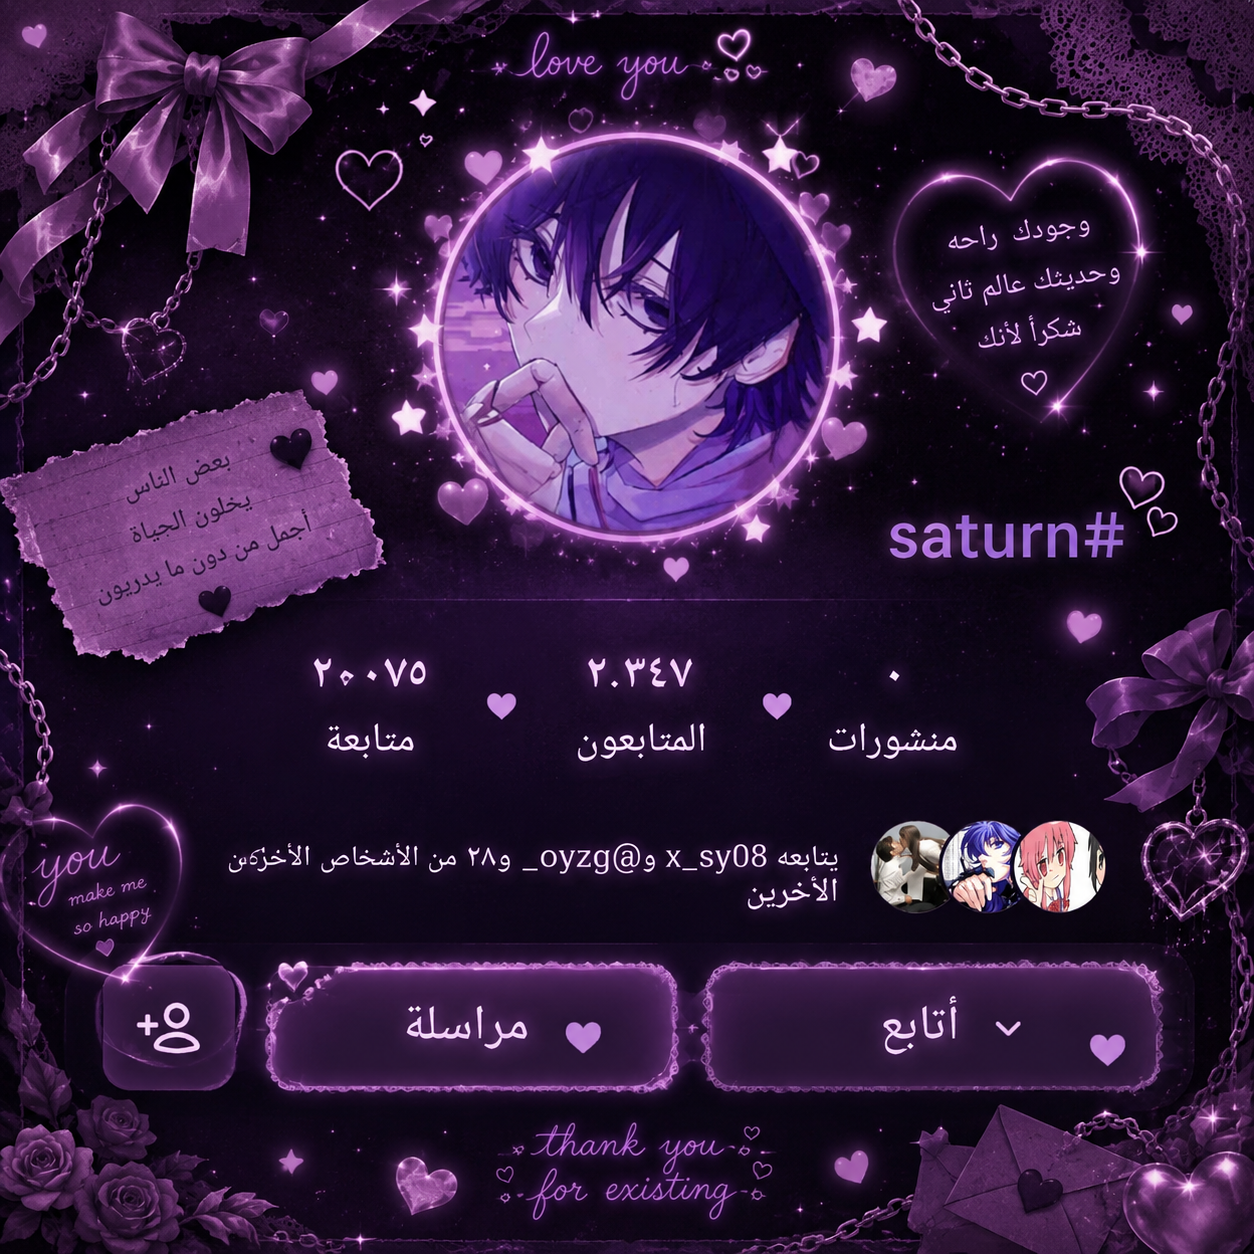 love you
وجودك راحه
وحديثك عالم ثاني
شكراً لأنك
بعض الناس
يخلون الحياة
أجمل من دون ما يدريون
saturn#
٠
منشورات
٢.٣٤٧
المتابعون
متابعة
يتابعه x_sy08 و@oyzg_ و٢٨ من الأشخاص
الأخرين
you
make me
so happy
أتابع
مراسلة
thank you
for existing